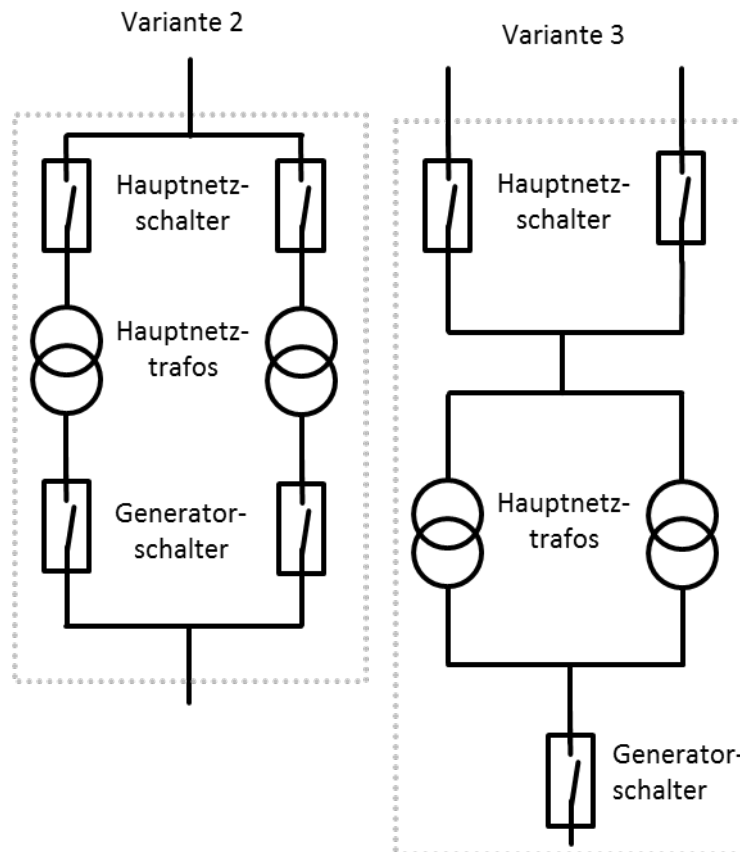 Variante 2
Hauptnetz-
schalter
Hauptnetz-
trafos
Generator-
schalter
Variante 3
Hauptnetz-
schalter
Hauptnetz-
trafos
Generator-
schalter